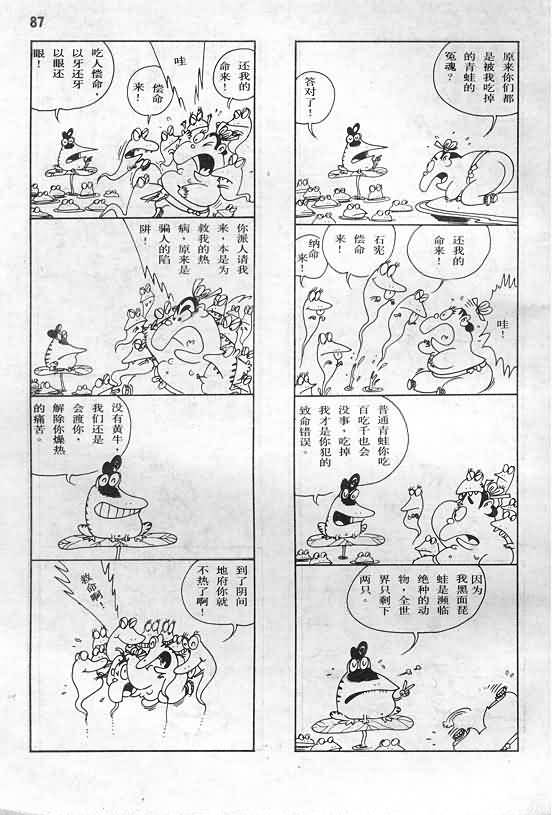 87
原来你们都
是被我吃掉
的青蛙的
冤魂？
答对了！
还我的
命来！
石宪
偿命
来！
纳命
来！
哇！
普通青蛙你吃
百吃千也会
没事，吃掉
我才是你犯的
致命错误。
因为
我黑面琵
蛙是濒临
绝种的动
物，全世
界只剩下
两只。
还我的
命来！
哇
偿命
来！
吃人偿命，
以牙还牙
以眼还
眼！
你派人请我
来，本是为
救我的热
病，原来是
骗人的陷
阱！
没有黄牛，
我们还是
会渡你，
解除你燥热
的痛苦。
到了阴间
地府你就
不热了啊！
救命啊！